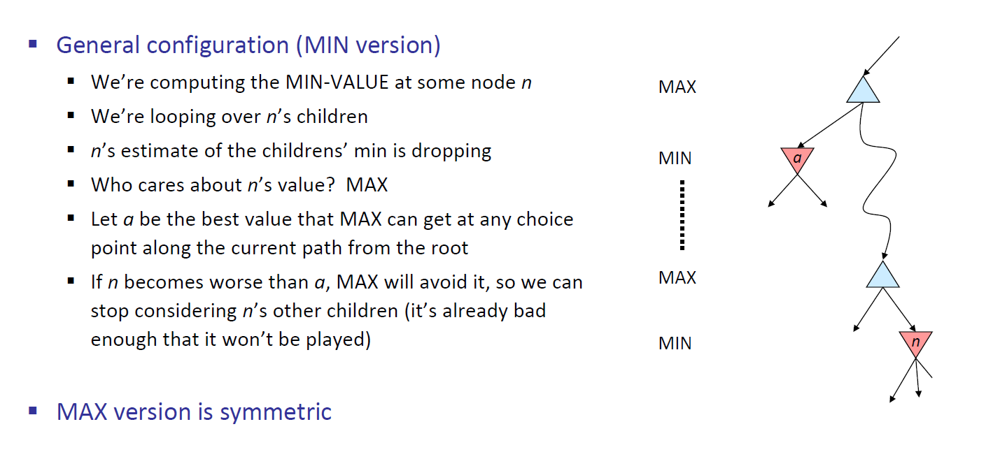 ▪ General configuration (MIN version)
▪ We’re computing the MIN-VALUE at some node n
▪ We’re looping over n’s children
▪ n’s estimate of the childrens’ min is dropping
▪ Who cares about n’s value?  MAX
▪ Let a be the best value that MAX can get at any choice
point along the current path from the root
▪ If n becomes worse than a, MAX will avoid it, so we can
stop considering n’s other children (it’s already bad
enough that it won’t be played)
▪ MAX version is symmetric
MAX
MIN
a
MAX
MIN
n